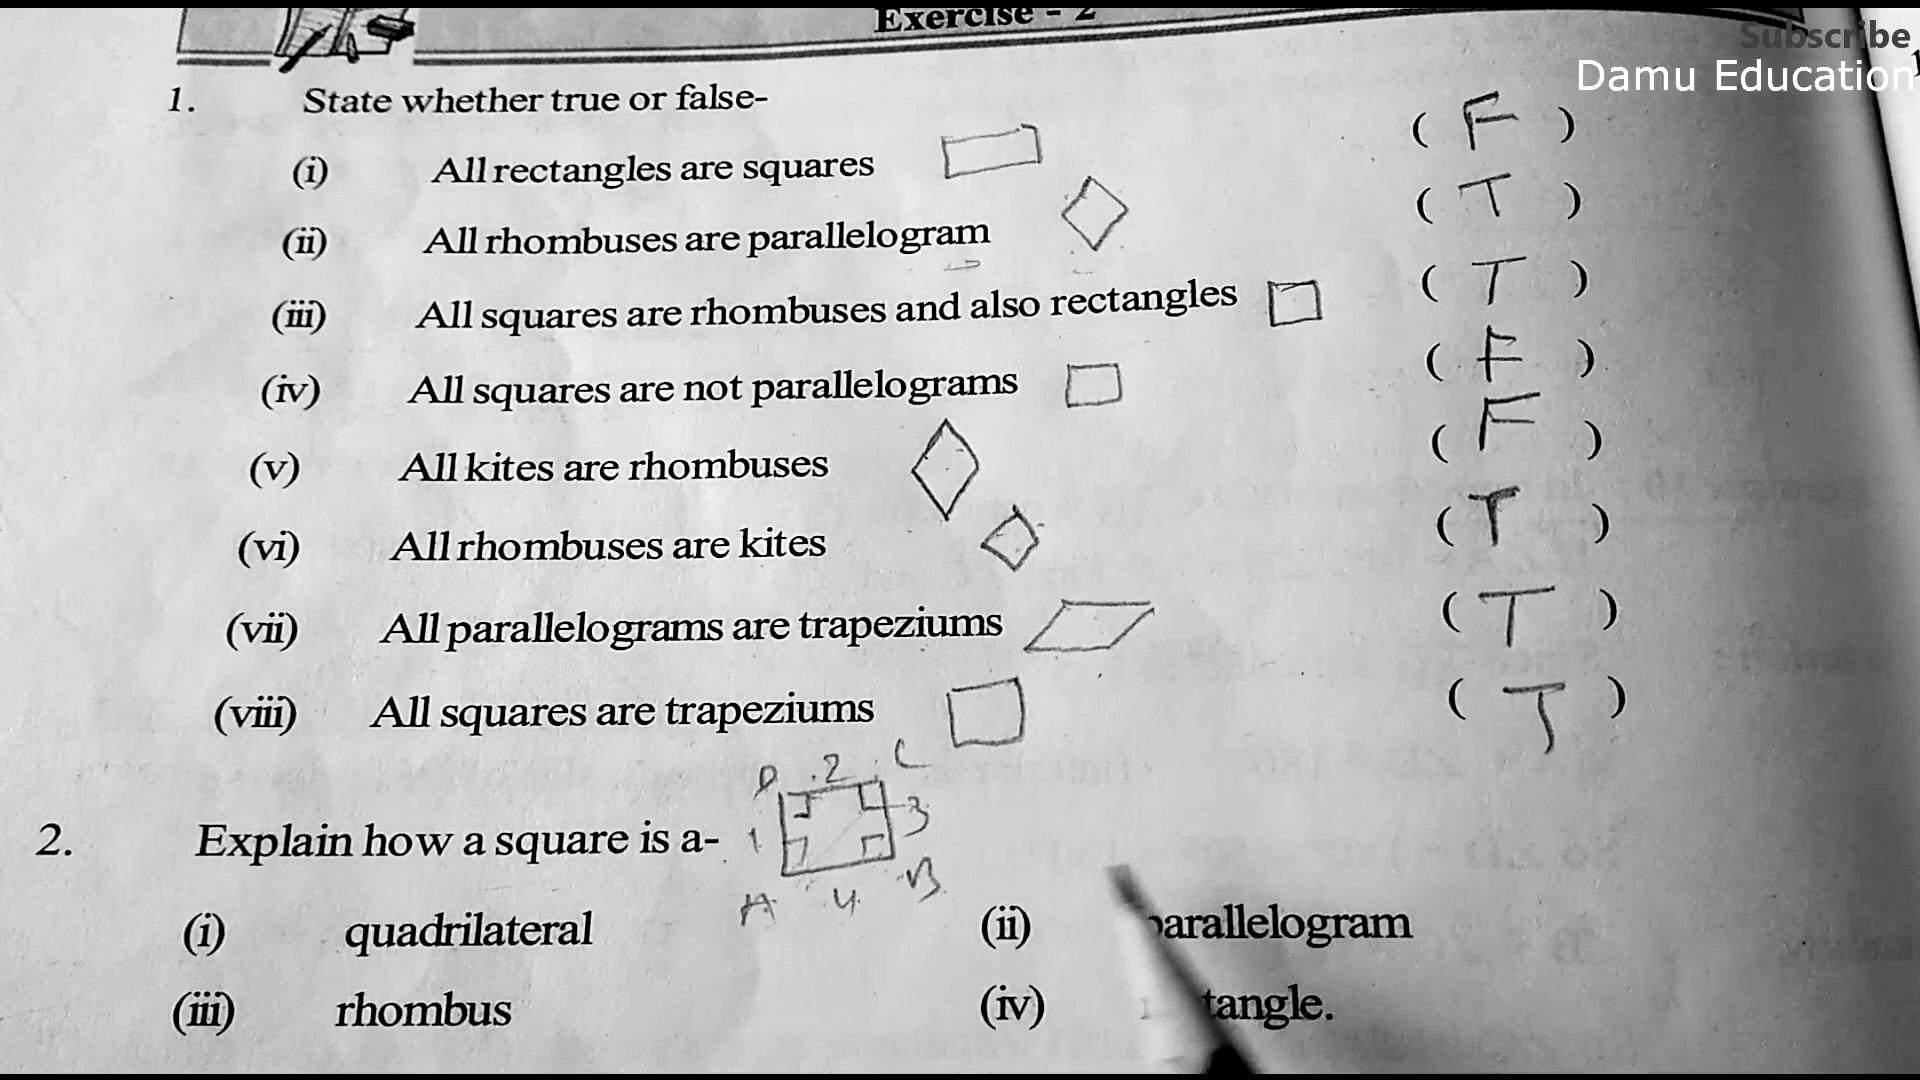 Exercise - 2
Subscribe
Damu Education
1. State whether true or false-
(i) All rectangles are squares ( F )
(ii) All rhombuses are parallelogram ( T )
(iii) All squares are rhombuses and also rectangles ( T )
(iv) All squares are not parallelograms ( F )
(v) All kites are rhombuses ( F )
(vi) All rhombuses are kites ( T )
(vii) All parallelograms are trapeziums ( T )
(viii) All squares are trapeziums ( T )
D 2 C
2. Explain how a square is a- 1 3
A 4 B
(i) quadrilateral (ii) parallelogram
(iii) rhombus (iv) tangle.